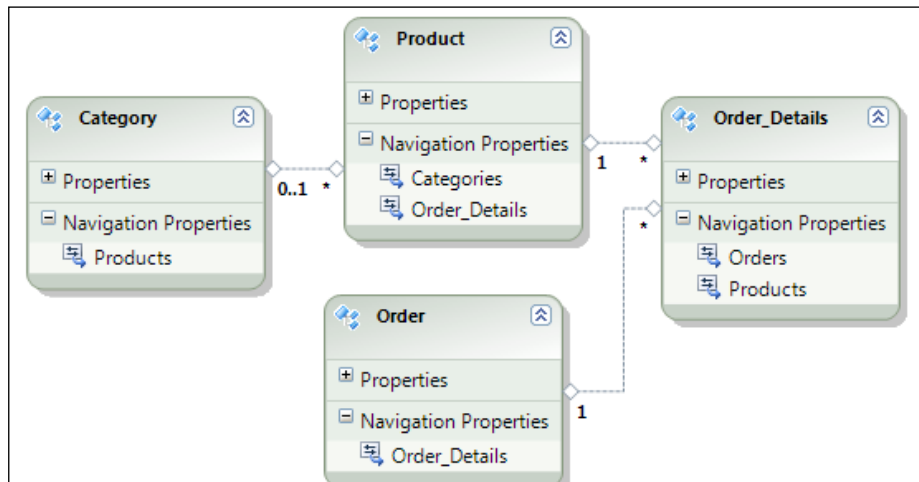 Product
Properties
Navigation Properties
Categories
Order_Details
Category
Properties
Navigation Properties
Products
0..1 *
1 *
Order_Details
Properties
Navigation Properties
Orders
Products
*
Order
Properties
Navigation Properties
Order_Details
1